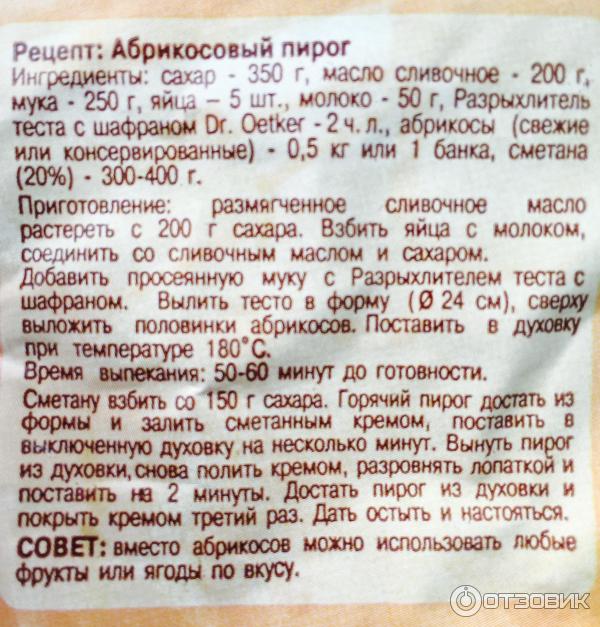 Рецепт: Абрикосовый пирог
Ингредиенты: сахар - 350 г, масло сливочное - 200 г,
мука - 250 г, яйца – 5 шт., молоко - 50 г, Разрыхлитель
теста с шафраном Dr. Oetker - 2 ч. л., абрикосы (свежие
или консервированные) - 0,5 кг или 1 банка, сметана
(20%) - 300-400 г.
Приготовление: размягченное сливочное масло
растереть с 200 г сахара. Взбить яйца с молоком,
соединить со сливочным маслом и сахаром.
Добавить просеянную муку с Разрыхлителем теста с
шафраном. Вылить тесто в форму (Ø 24 см), сверху
выложить половинки абрикосов. Поставить в духовку
при температуре 180°С.
Время выпекания: 50-60 минут до готовности.
Сметану взбить со 150 г сахара. Горячий пирог достать из
формы и залить сметанным кремом, поставить в
выключенную духовку на несколько минут. Вынуть пирог
из духовки, снова полить кремом, разровнять лопаткой и
поставить на 2 минуты. Достать пирог из духовки и
покрыть кремом третий раз. Дать остыть и настояться.
СОВЕТ: вместо абрикосов можно использовать любые
фрукты или ягоды по вкусу.
ОТЗОВИК